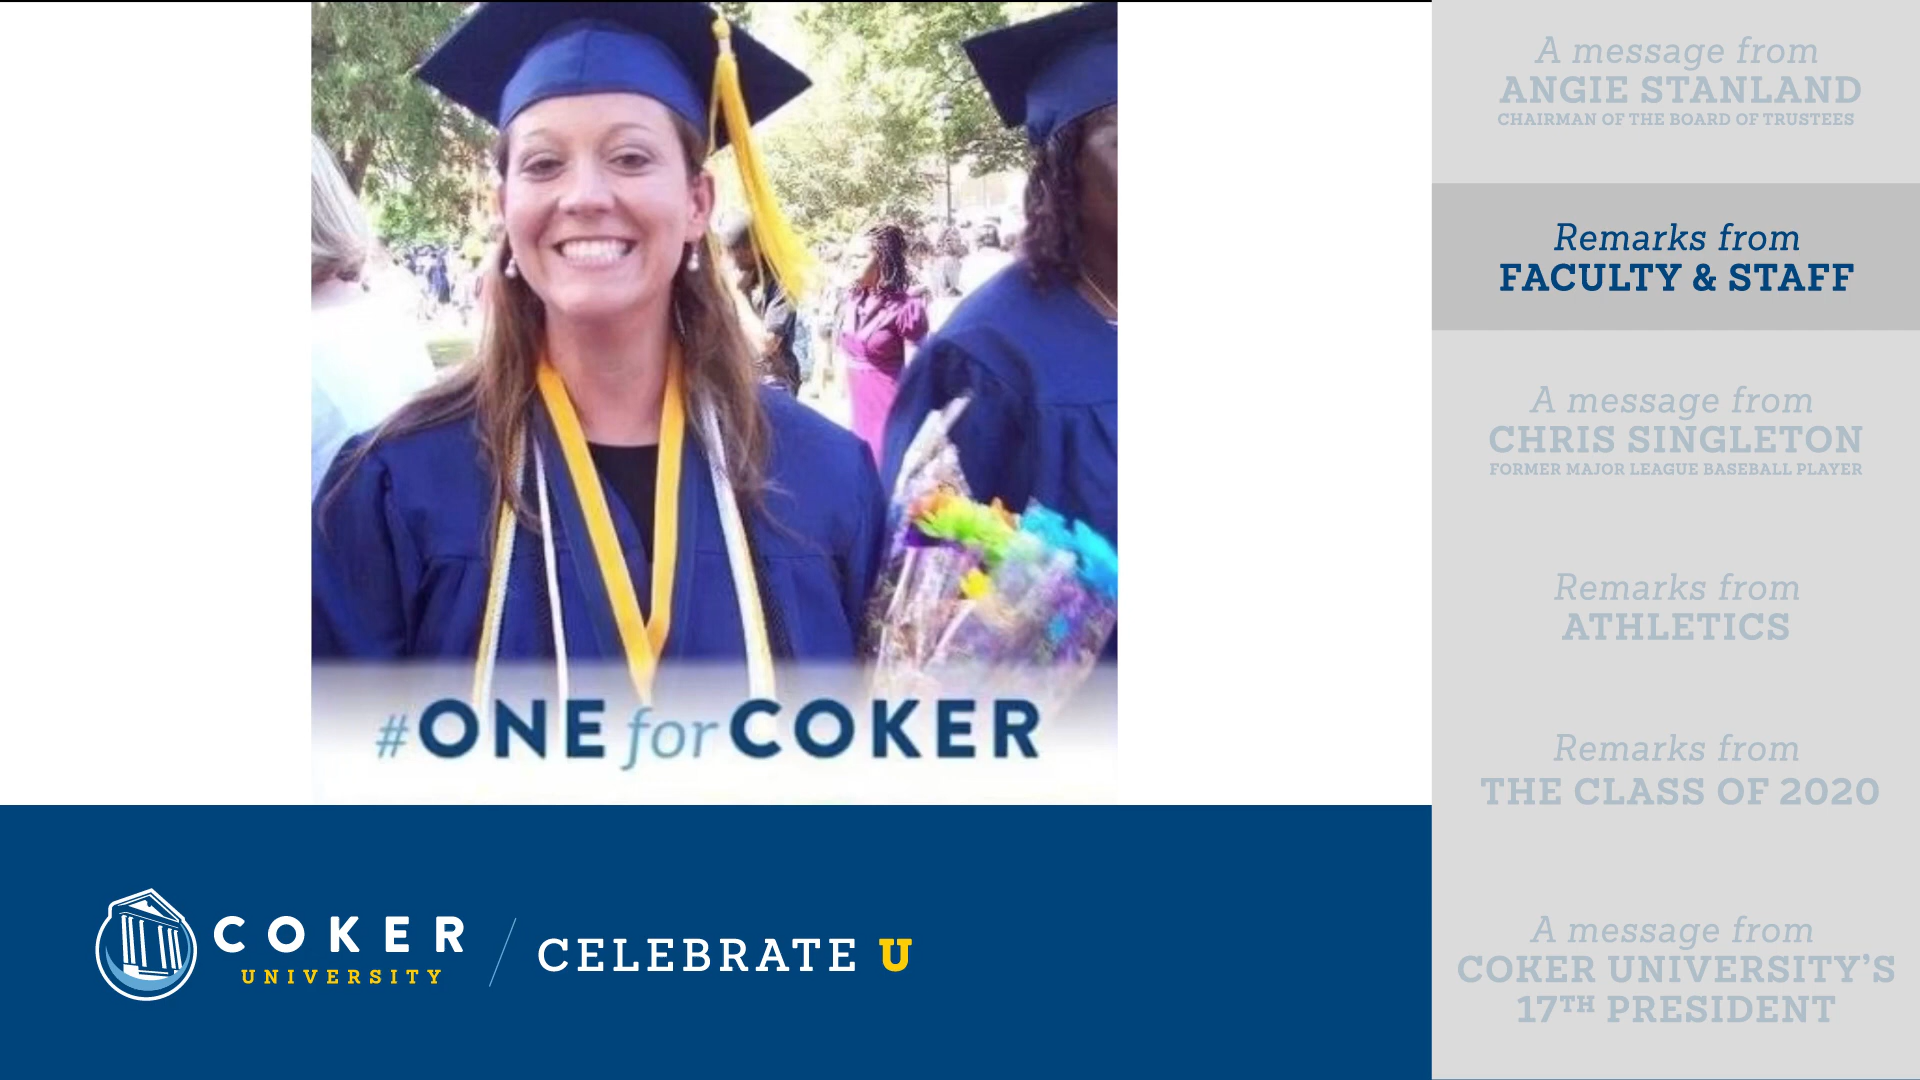 #ONE for COKER
COKER
UNIVERSITY
CELEBRATE U
A message from
ANGIE STANLAND
CHAIRMAN OF THE BOARD OF TRUSTEES
Remarks from
FACULTY & STAFF
A message from
CHRIS SINGLETON
FORMER MAJOR LEAGUE BASEBALL PLAYER
Remarks from
ATHLETICS
Remarks from
THE CLASS OF 2020
A message from
COKER UNIVERSITY’S
17TH PRESIDENT